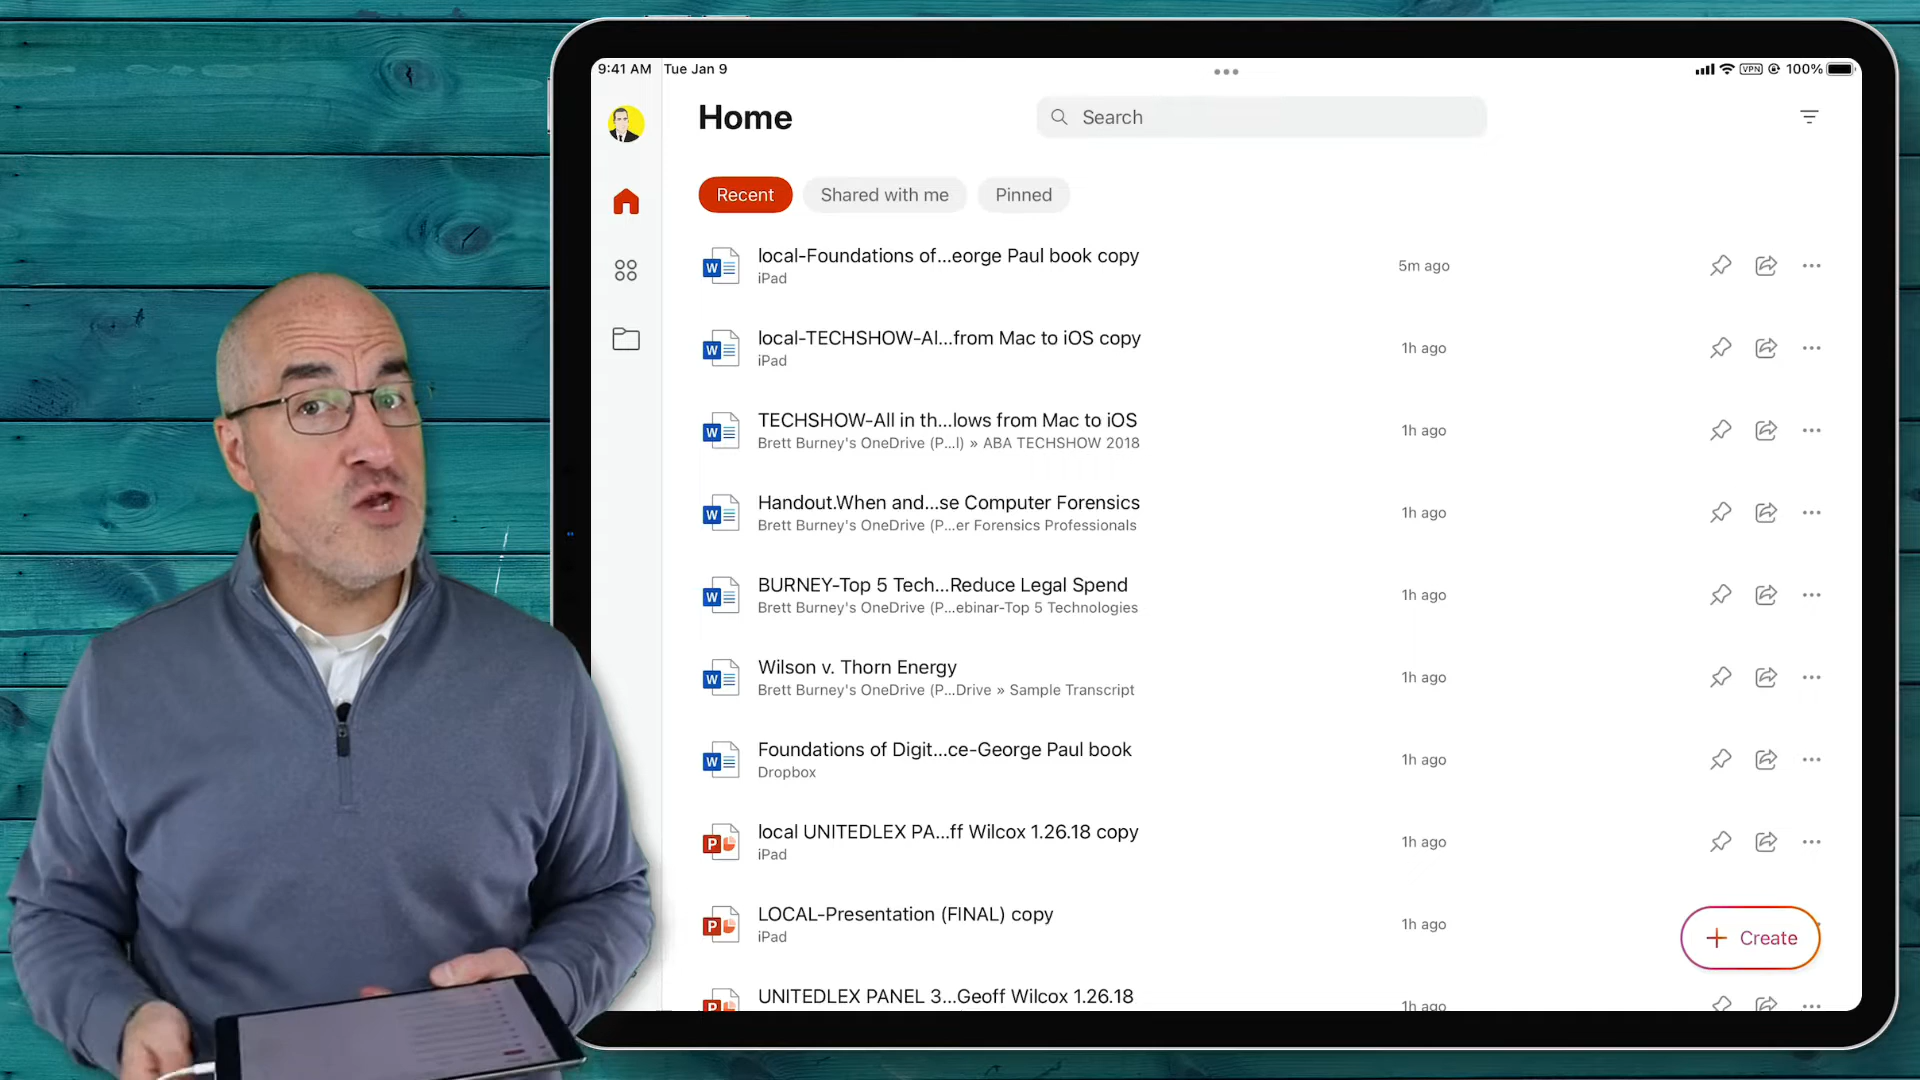 9:41 AM Tue Jan 9
VPN 100%
Home
Search
Recent
Shared with me
Pinned
local-Foundations of...eorge Paul book copy
iPad
5m ago
local-TECHSHOW-Al...from Mac to iOS copy
iPad
1h ago
TECHSHOW-All in th...lows from Mac to iOS
Brett Burney's OneDrive (P...l) » ABA TECHSHOW 2018
1h ago
Handout.When and...se Computer Forensics
Brett Burney's OneDrive (P...er Forensics Professionals
1h ago
BURNEY-Top 5 Tech...Reduce Legal Spend
Brett Burney's OneDrive (P...ebinar-Top 5 Technologies
1h ago
Wilson v. Thorn Energy
Brett Burney's OneDrive (P...Drive » Sample Transcript
1h ago
Foundations of Digit...ce-George Paul book
Dropbox
1h ago
local UNITEDLEX PA...ff Wilcox 1.26.18 copy
iPad
1h ago
LOCAL-Presentation (FINAL) copy
iPad
1h ago
+ Create
UNITEDLEX PANEL 3...Geoff Wilcox 1.26.18
1h ago